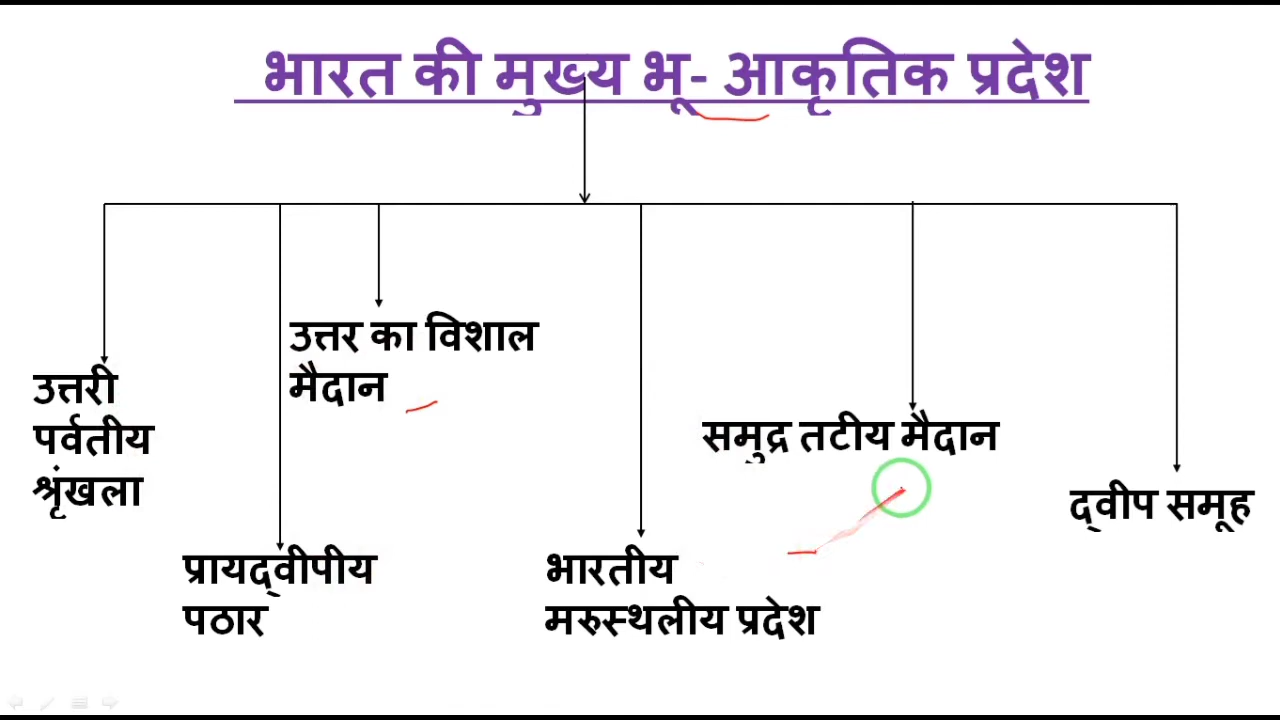 भारत की मुख्य भू- आकृतिक प्रदेश
उत्तरी
पर्वतीय
श्रृंखला
प्रायद्वीपीय
पठार
उत्तर का विशाल
मैदान
भारतीय
मरुस्थलीय प्रदेश
समुद्र तटीय मैदान
द्वीप समूह